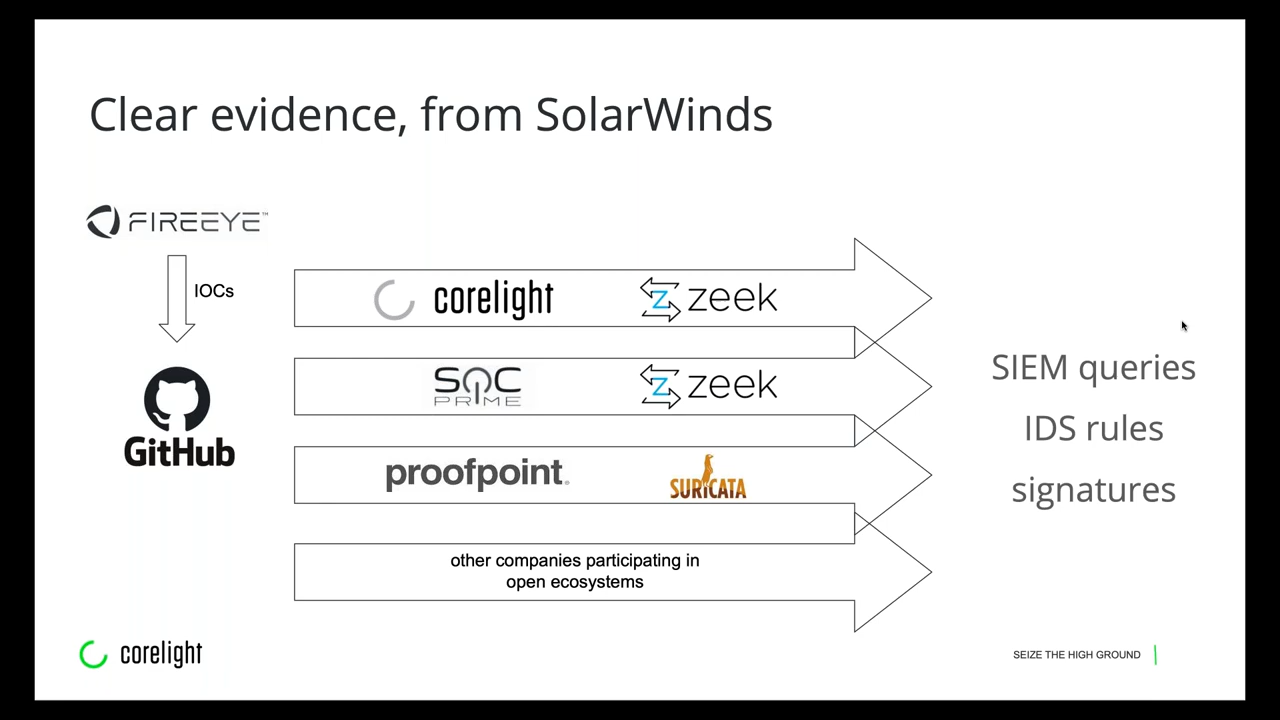 Clear evidence, from SolarWinds
FIREEYE™
IOCs
GitHub
corelight
zeek
SOC
PRIME
zeek
proofpoint
SURICATA
other companies participating in
open ecosystems
SIEM queries
IDS rules
signatures
corelight
SEIZE THE HIGH GROUND